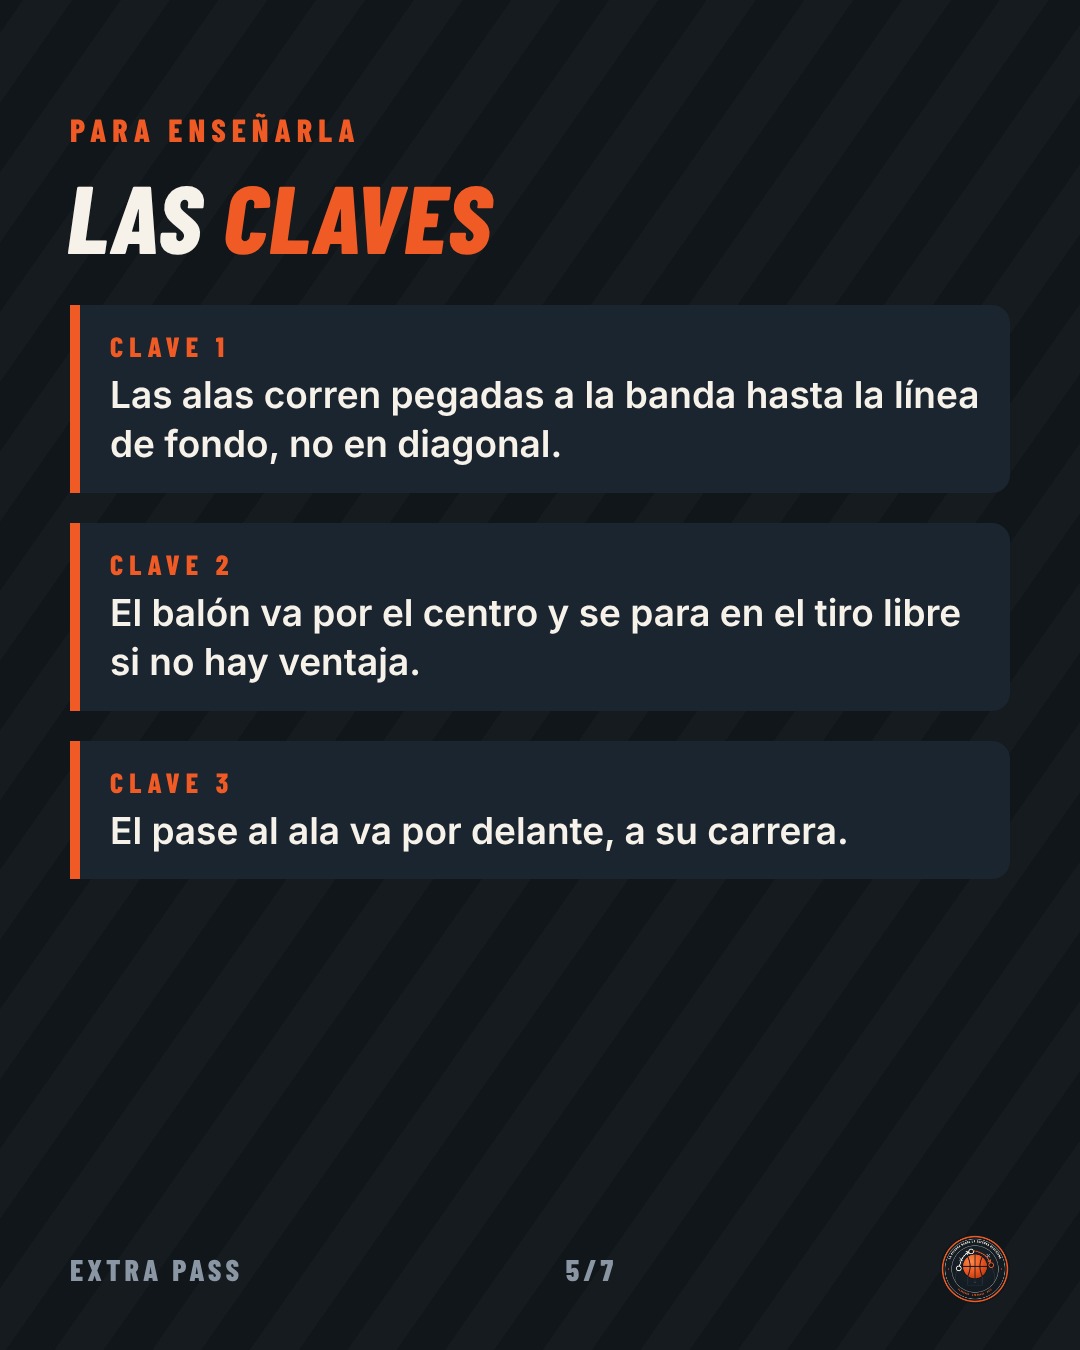 PARA ENSEÑARLA
LAS CLAVES
CLAVE 1
Las alas corren pegadas a la banda hasta la línea
de fondo, no en diagonal.
CLAVE 2
El balón va por el centro y se para en el tiro libre
si no hay ventaja.
CLAVE 3
El pase al ala va por delante, a su carrera.
EXTRA PASS
5/7